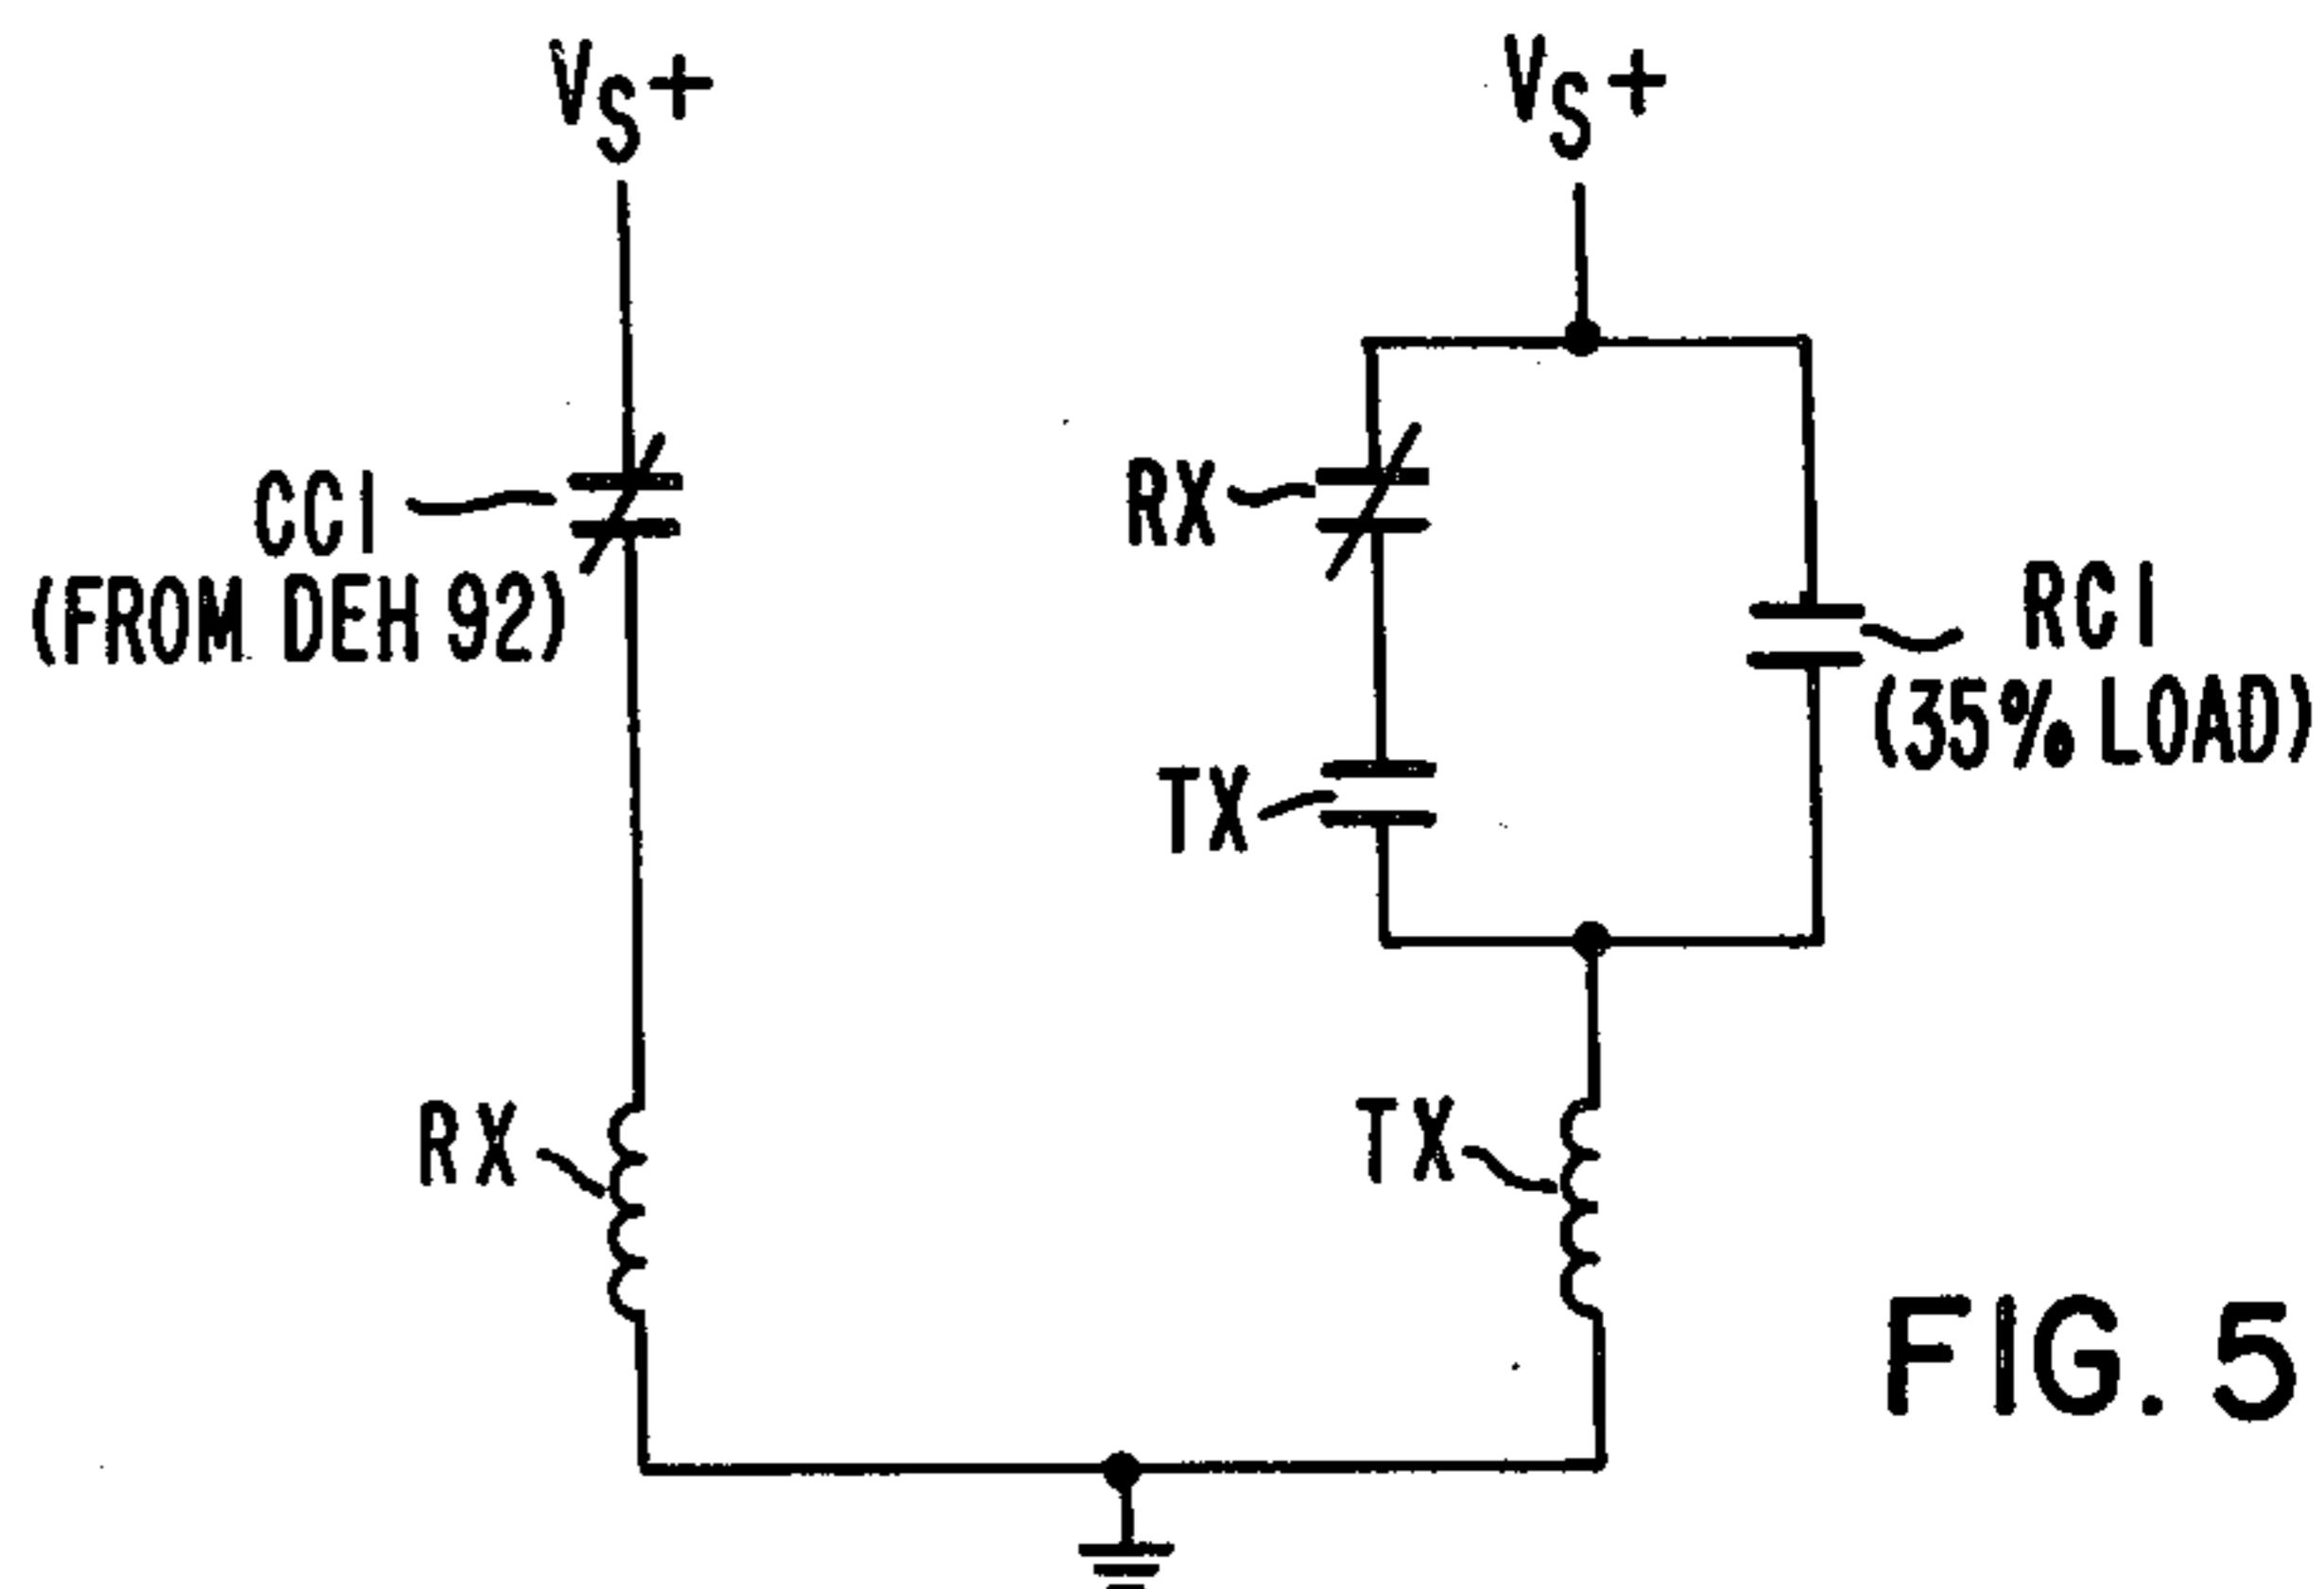 VS+
VS+
CC1
(FROM DEH 92)
RX
RC1
(35% LOAD)
TX
RX
TX
FIG. 5